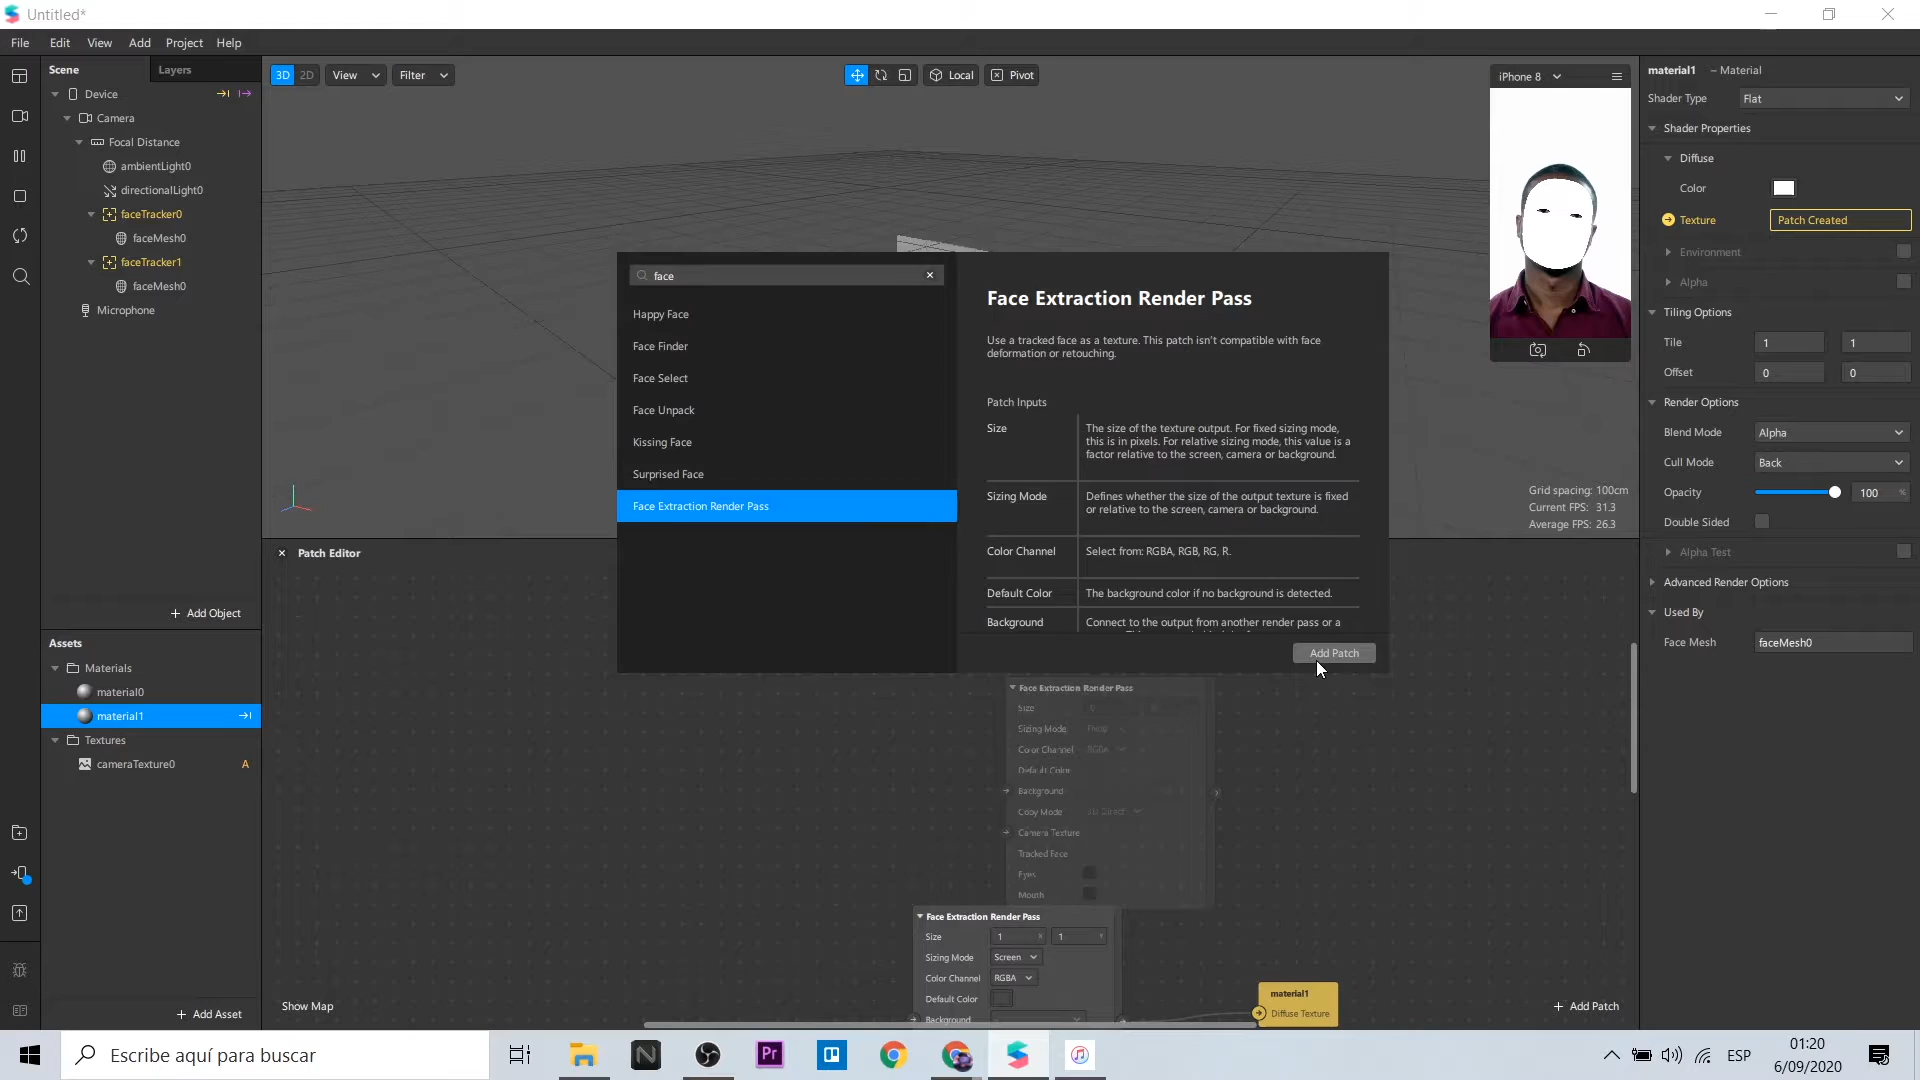 Untitled*
File Edit View Add Project Help
Scene Layers
Device
Camera
Focal Distance
ambientLight0
directionalLight0
faceTracker0
faceMesh0
faceTracker1
faceMesh0
Microphone
+ Add Object
Assets
Materials
material0
material1
Textures
cameraTexture0 A
+ Add Asset
3D 2D View Filter
Local Pivot
iPhone 8
Grid spacing: 100cm
Current FPS: 31.3
Average FPS: 26.3
face
Happy Face
Face Finder
Face Select
Face Unpack
Kissing Face
Surprised Face
Face Extraction Render Pass
Face Extraction Render Pass
Use a tracked face as a texture. This patch isn't compatible with face
deformation or retouching.
Patch Inputs
Size
The size of the texture output. For fixed sizing mode,
this is in pixels. For relative sizing mode, this value is a
factor relative to the screen, camera or background.
Sizing Mode
Defines whether the size of the output texture is fixed
or relative to the screen, camera or background.
Color Channel Select from: RGBA, RGB, RG, R.
Default Color The background color if no background is detected.
Background Connect to the output from another render pass or a
Add Patch
Patch Editor
Face Extraction Render Pass
Size 0
Sizing Mode
Color Channel RGBA
Default Color
Background
Copy Mode
Camera Texture
Tracked Face
Eyes
Mouth
Face Extraction Render Pass
Size 1 1
Sizing Mode Screen
Color Channel RGBA
Default Color
Background
material1
Diffuse Texture
Show Map
+ Add Patch
material1 – Material
Shader Type Flat
Shader Properties
Diffuse
Color
Texture Patch Created
Environment
Alpha
Tiling Options
Tile 1 1
Offset 0 0
Render Options
Blend Mode Alpha
Cull Mode Back
Opacity 100 %
Double Sided
Alpha Test
Advanced Render Options
Used By
Face Mesh faceMesh0
Escribe aquí para buscar
N
Pr
ESP
01:20
6/09/2020